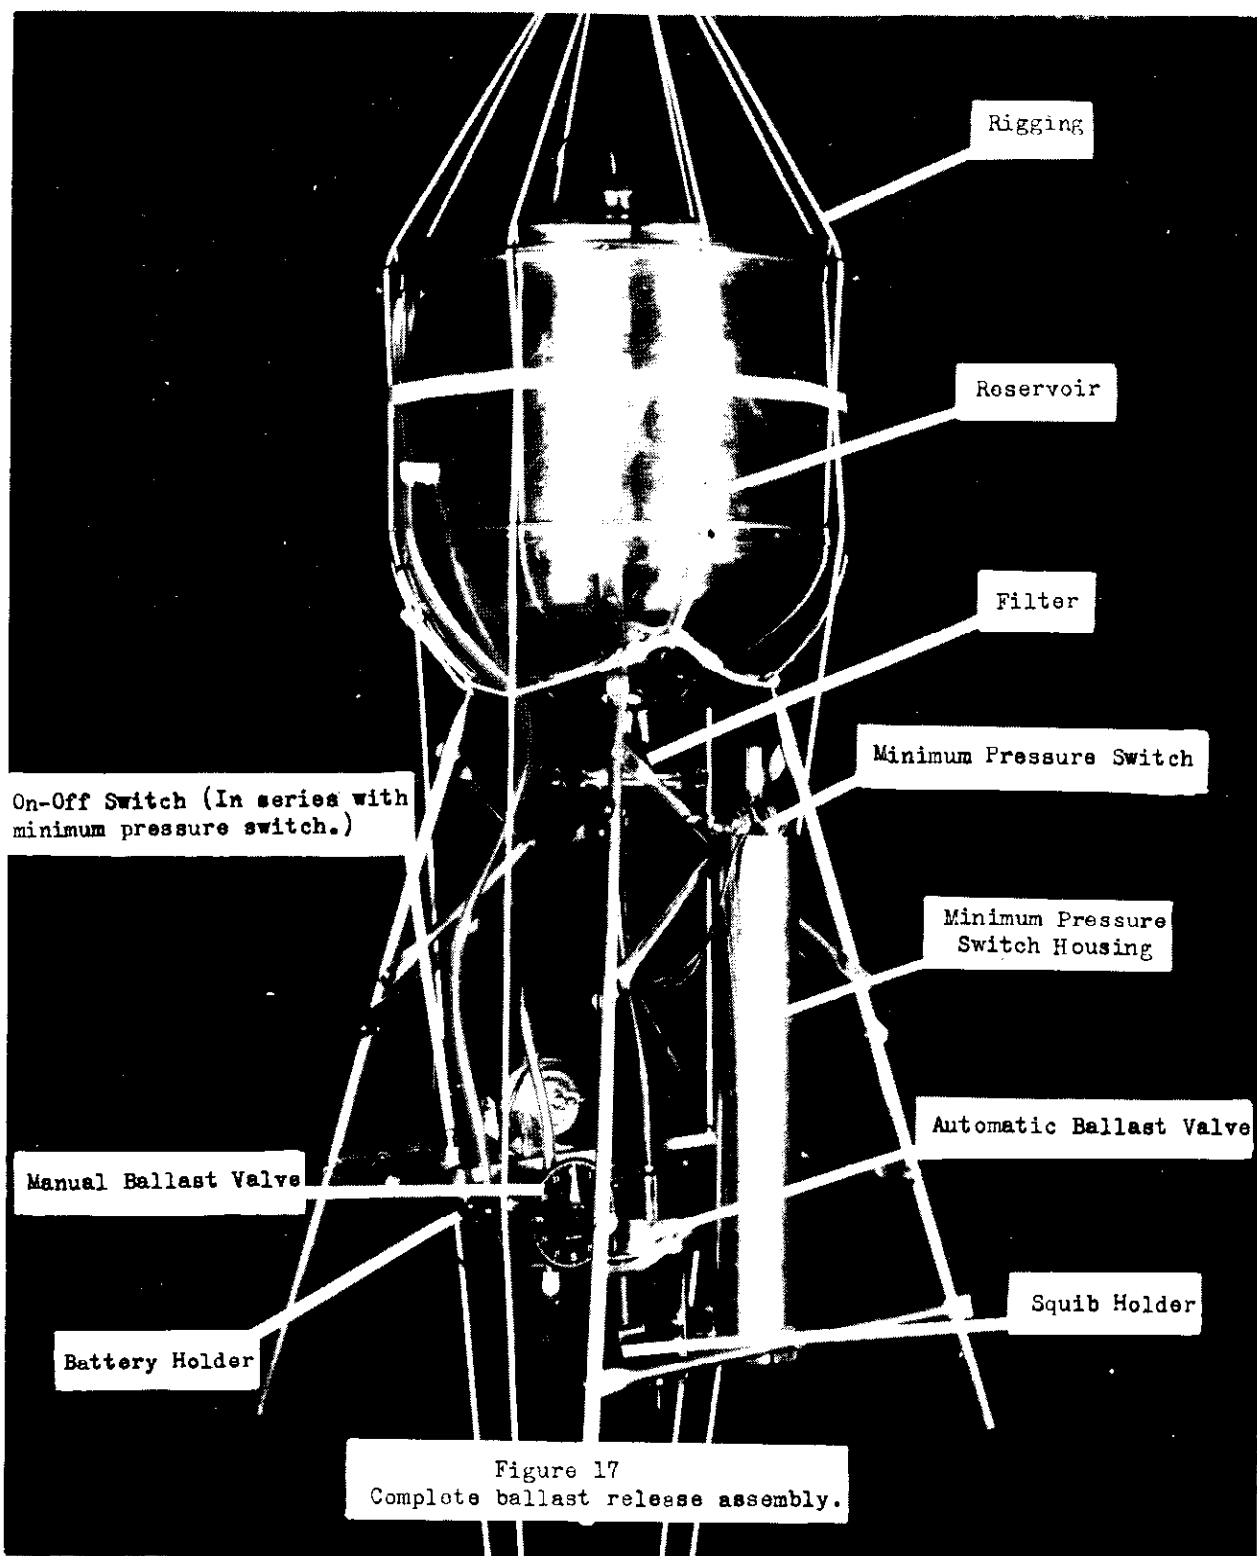 Rigging
Reservoir
Filter
Minimum Pressure Switch
On-Off Switch (In series with
minimum pressure switch.)
Minimum Pressure
Switch Housing
Automatic Ballast Valve
Manual Ballast Valve
Squib Holder
Battery Holder
Figure 17
Complete ballast release assembly.